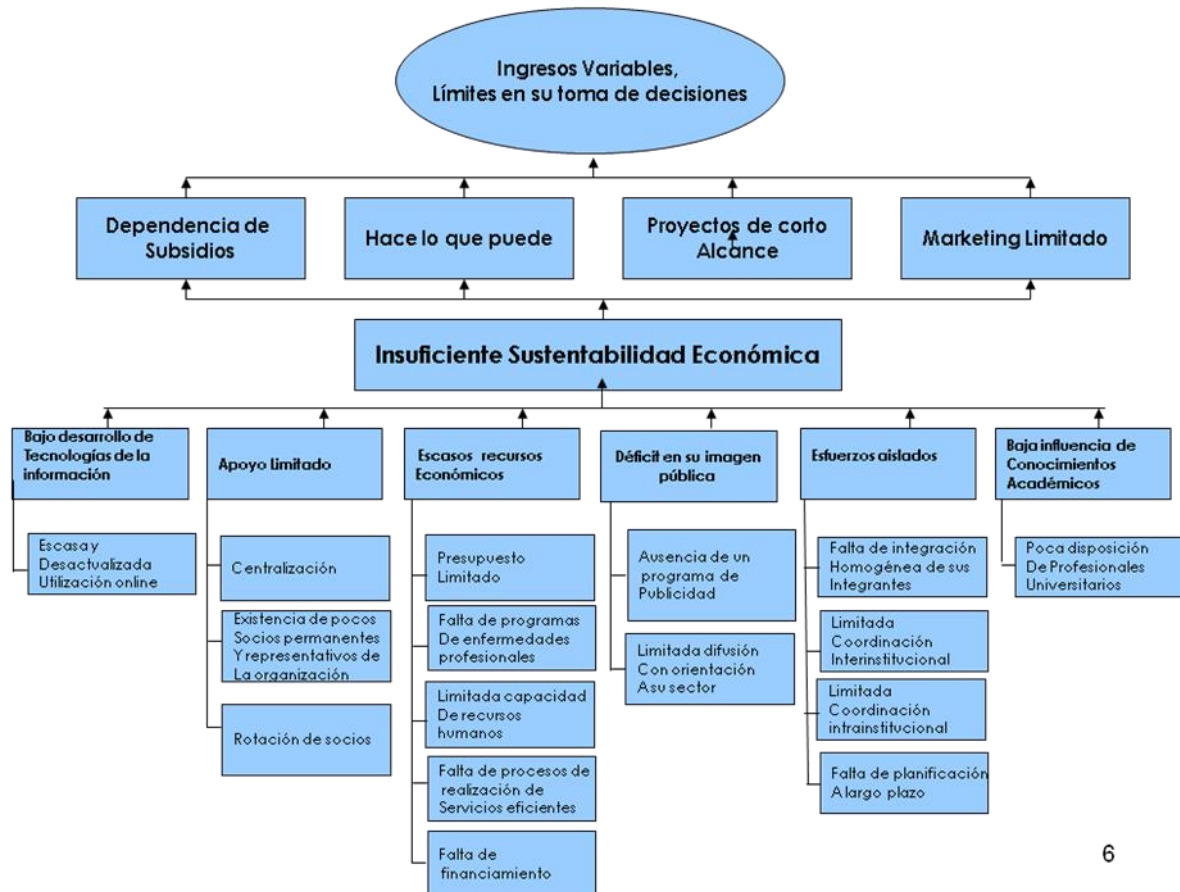 Ingresos Variables,
Límites en su toma de decisiones
Dependencia de
Subsidios
Hace lo que puede
Proyectos de corto
Alcance
Marketing Limitado
Insuficiente Sustentabilidad Económica
Bajo desarrollo de
Tecnologías de la
información
Apoyo Limitado
Escasos recursos
Económicos
Déficit en su imagen
pública
Esfuerzos aislados
Baja influencia de
Conocimientos
Académicos
Escasa y
Desactualizada
Utilización online
Centralización
Existencia de pocos
Socios permanentes
Y representativos de
La organización
Rotación de socios
Presupuesto
Limitado
Falta de programas
De enfermedades
profesionales
Limitada capacidad
De recursos
humanos
Falta de procesos de
realización de
Servicios eficientes
Falta de
financiamiento
Ausencia de un
programa de
Publicidad
Limitada difusión
Con orientación
A su sector
Falta de integración
Homogénea de sus
Integrantes
Limitada
Coordinación
Interinstitucional
Limitada
Coordinación
intrainstitucional
Falta de planificación
A largo plazo
Poca disposición
De Profesionales
Universitarios
6